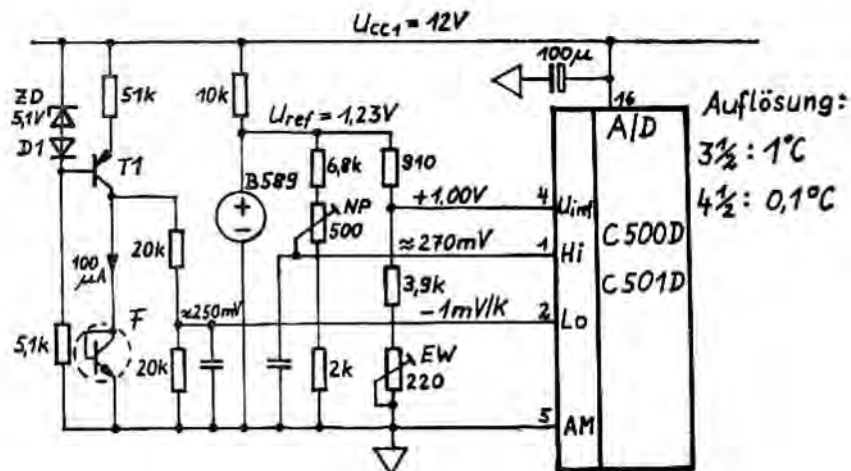 UCC1 = 12V
100µ
16
ZD
5,1V
D1
51k
T1
10k
Uref = 1,23V
B589
+
−
6,8k
910
NP
500
+1,00V
4
Uint
≈270mV
1
Hi
A/D
C500D
C501D
Auflösung:
3½: 1°C
4½: 0,1°C
100
µA
20k
≈250mV
3,9k
−1mV/K
2
Lo
5,1k
F
20k
2k
EW
220
5
AM